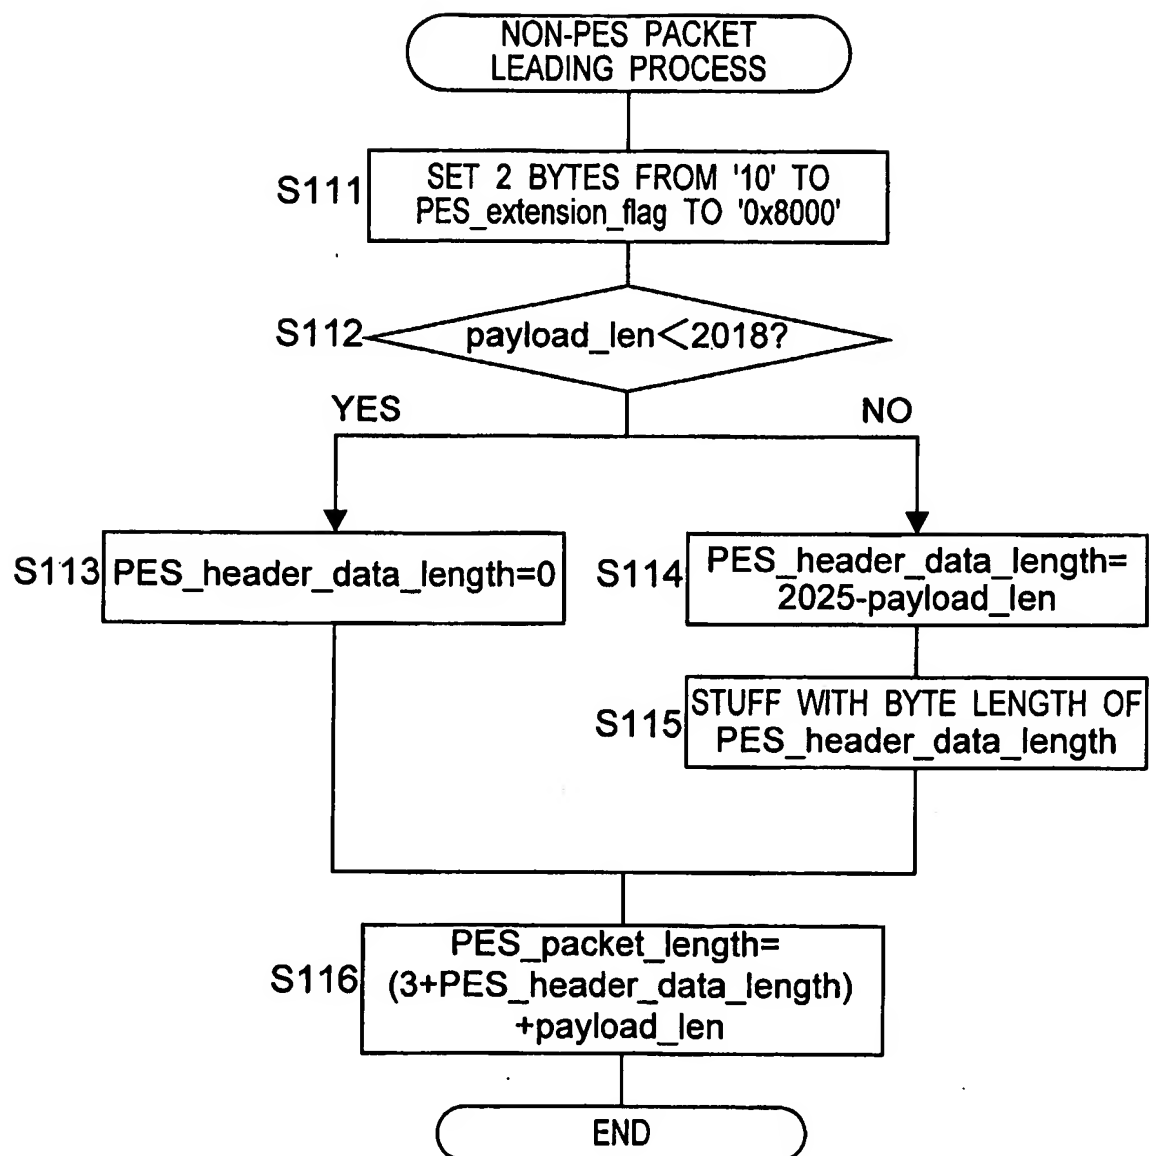 NON-PES PACKET
LEADING PROCESS
S111
SET 2 BYTES FROM '10' TO
PES_extension_flag TO '0x8000'
S112
payload_len<2018?
YES
NO
S113
PES_header_data_length=0
S114
PES_header_data_length=
2025-payload_len
S115
STUFF WITH BYTE LENGTH OF
PES_header_data_length
S116
PES_packet_length=
(3+PES_header_data_length)
+payload_len
END